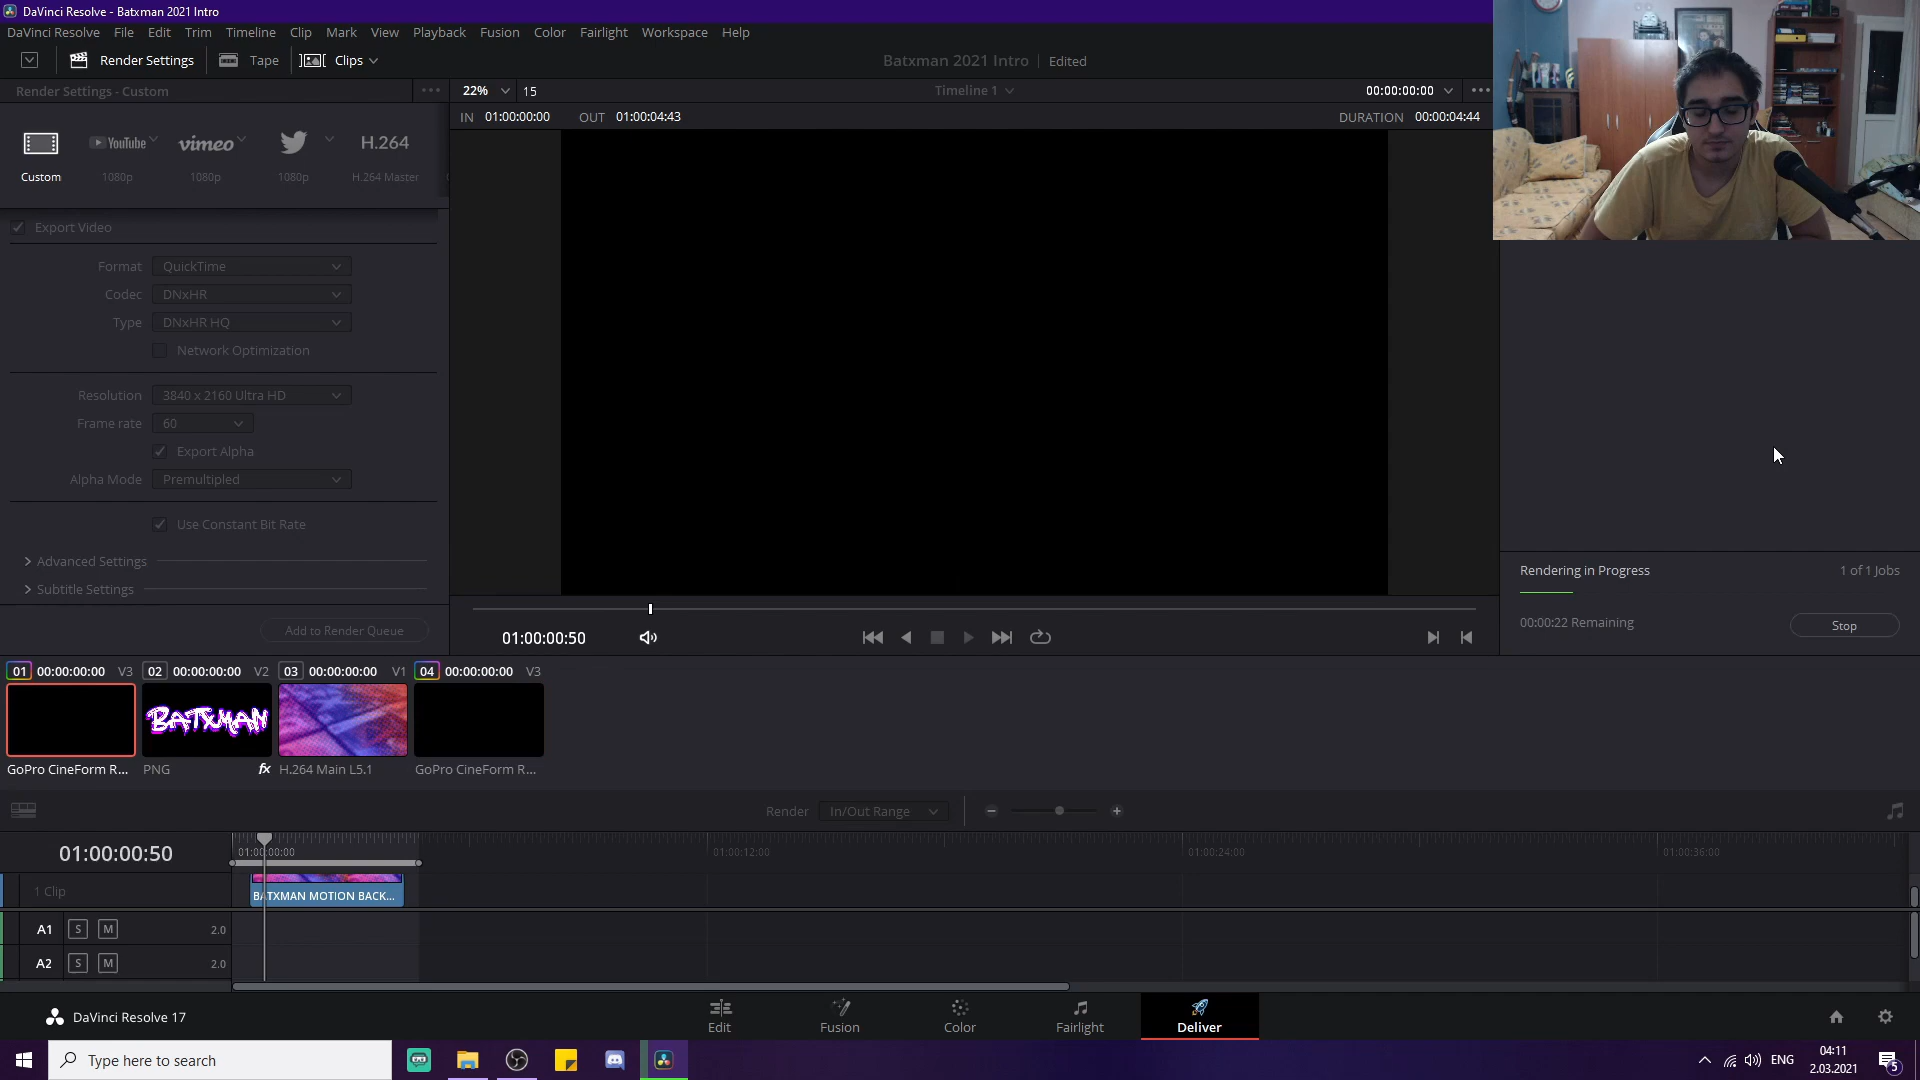 DaVinci Resolve - Batxman 2021 Intro
DaVinci Resolve File Edit Trim Timeline Clip Mark View Playback Fusion Color Fairlight Workspace Help
Render Settings Tape Clips Batxman 2021 Intro Edited
Render Settings - Custom 22% 15 Timeline 1 00:00:00:00
IN 01:00:00:00 OUT 01:00:04:43 DURATION 00:00:04:44
YouTube vimeo H.264
Custom 1080p 1080p 1080p H.264 Master
Export Video
Format QuickTime
Codec DNxHR
Type DNxHR HQ
Network Optimization
Resolution 3840 x 2160 Ultra HD
Frame rate 60
Export Alpha
Alpha Mode Premultipled
Use Constant Bit Rate
Advanced Settings
Subtitle Settings
Add to Render Queue
Rendering in Progress 1 of 1 Jobs
00:00:22 Remaining Stop
01:00:00:50
01 00:00:00:00 V3 02 00:00:00:00 V2 03 00:00:00:00 V1 04 00:00:00:00 V3
BATXMAN
GoPro CineForm R... PNG fx H.264 Main L5.1 GoPro CineForm R...
Render In/Out Range
01:00:00:50 01:00:00:00 01:00:12:00 01:00:24:00 01:00:36:00
1 Clip BATXMAN MOTION BACK...
A1 S M 2.0
A2 S M 2.0
DaVinci Resolve 17 Edit Fusion Color Fairlight Deliver
Type here to search ENG 04:11
2.03.2021 5